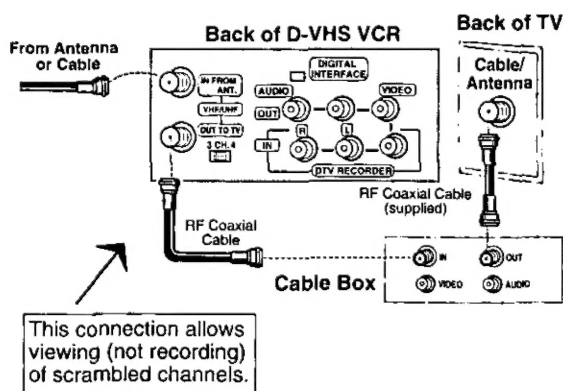 Back of D-VHS VCR
Back of TV
From Antenna
or Cable
Cable/
Antenna
IN FROM
ANT.
VHF/UHF
OUT TO TV
3 CH. 4
DIGITAL
INTERFACE
AUDIO
VIDEO
OUT
R
L
IN
DTV RECORDER
RF Coaxial Cable
(supplied)
RF Coaxial
Cable
Cable Box
IN
OUT
VIDEO
AUDIO
This connection allows
viewing (not recording)
of scrambled channels.